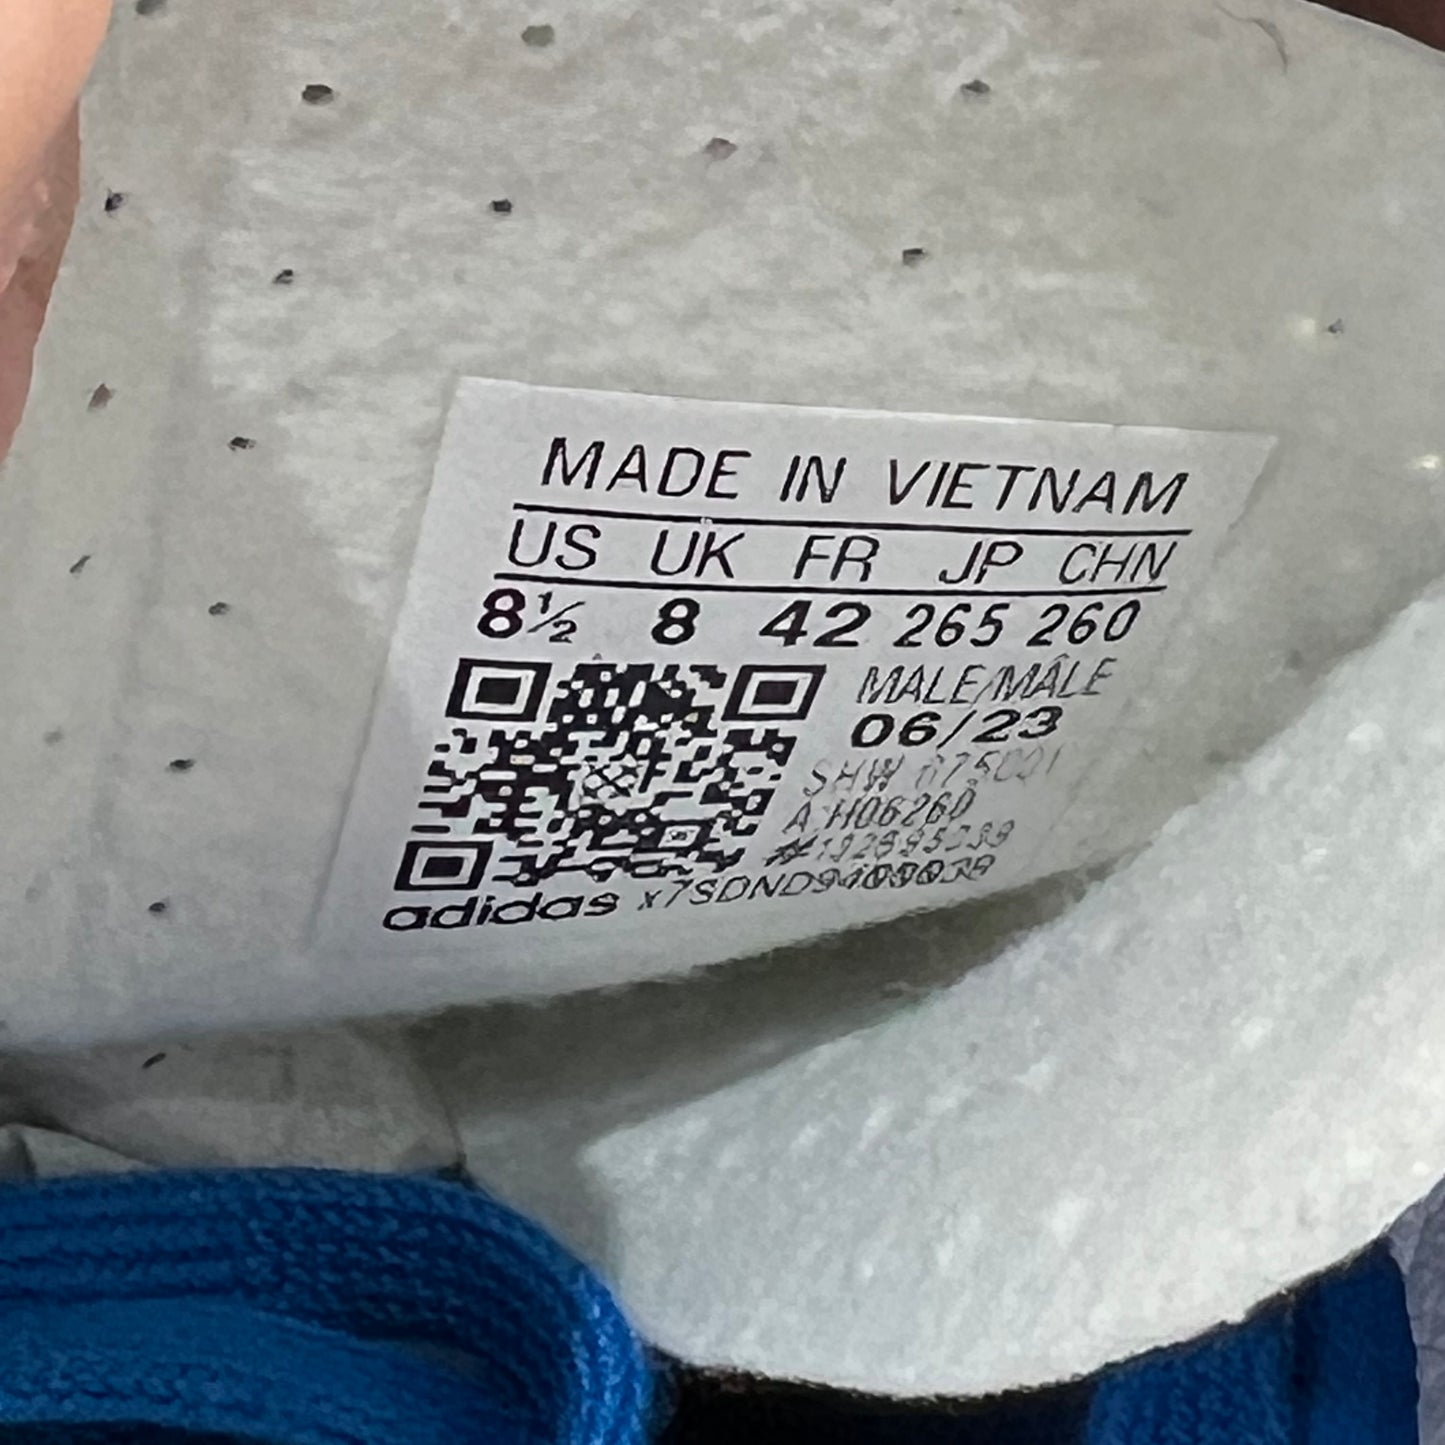 MADE IN VIETNAM
US UK FR JP CHN
8½ 8 42 265 260
MALE/MÂLE
06/23
SHW
A H06260
adidas